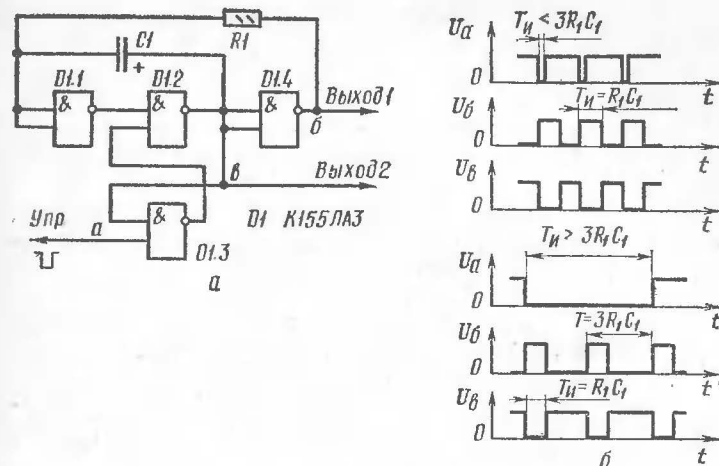 R1
C1
+
D1.1
D1.2
D1.4
&
&
&
Выход1
б
в
Выход2
Упр
а
&
D1.3
D1 К155ЛА3
а
Uа
Tи < 3R1C1
0
t
Uб
Tи = R1C1
0
t
Uв
0
t
Uа
Tи > 3R1C1
0
t
Uб
T = 3R1C1
0
t
Uв
Tи = R1C1
0
t
б